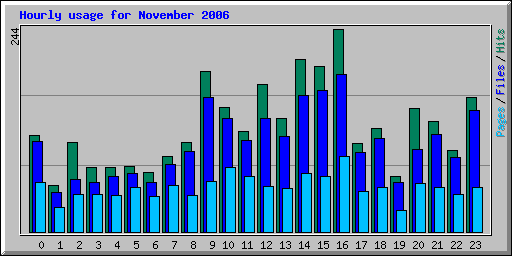 Hourly usage for November 2006
244
Pages / Files / Hits
0 1 2 3 4 5 6 7 8 9 10 11 12 13 14 15 16 17 18 19 20 21 22 23